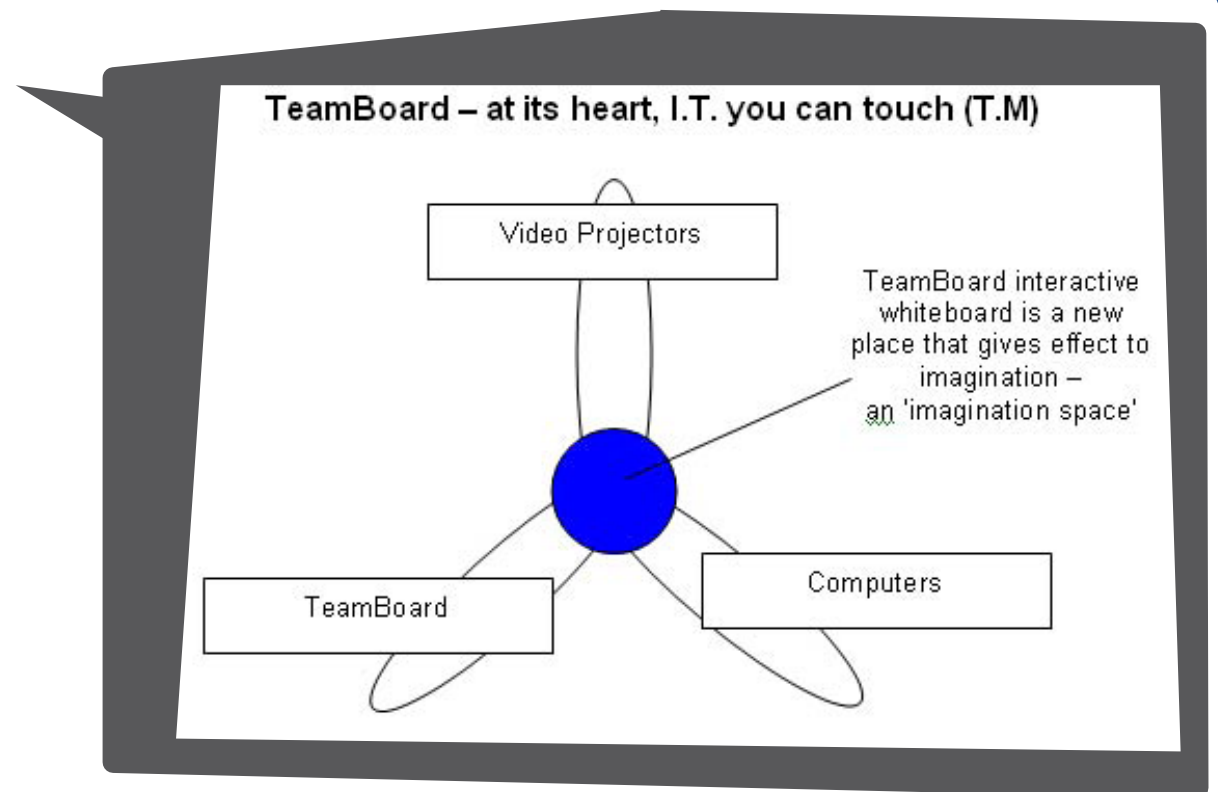 TeamBoard – at its heart, I.T. you can touch (T.M)
Video Projectors
TeamBoard interactive
whiteboard is a new
place that gives effect to
imagination –
an 'imagination space'
Computers
TeamBoard